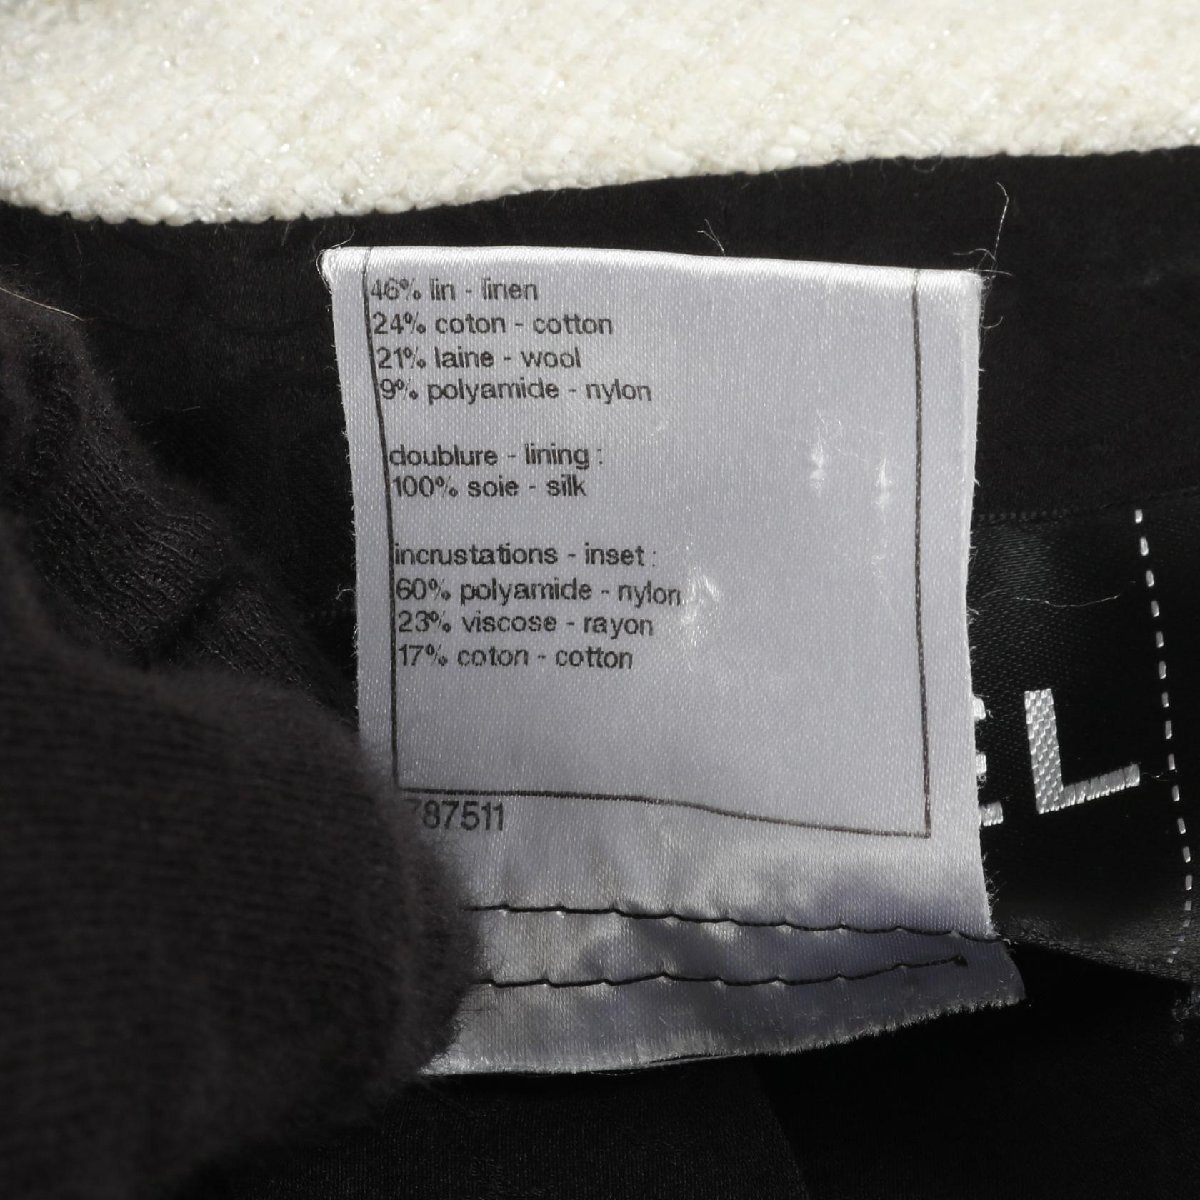 46% lin - linen
24% coton - cotton
21% laine - wool
9% polyamide - nylon
doublure - lining :
100% soie - silk
incrustations - inset :
60% polyamide - nylon
23% viscose - rayon
17% coton - cotton
787511
L